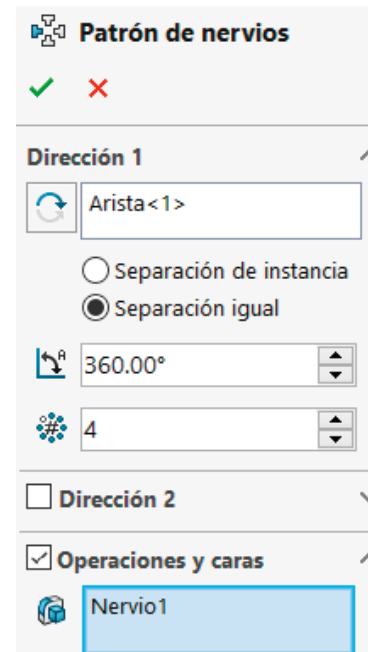 Patrón de nervios
Dirección 1
Arista<1>
Separación de instancia
Separación igual
360.00°
4
Dirección 2
Operaciones y caras
Nervio1